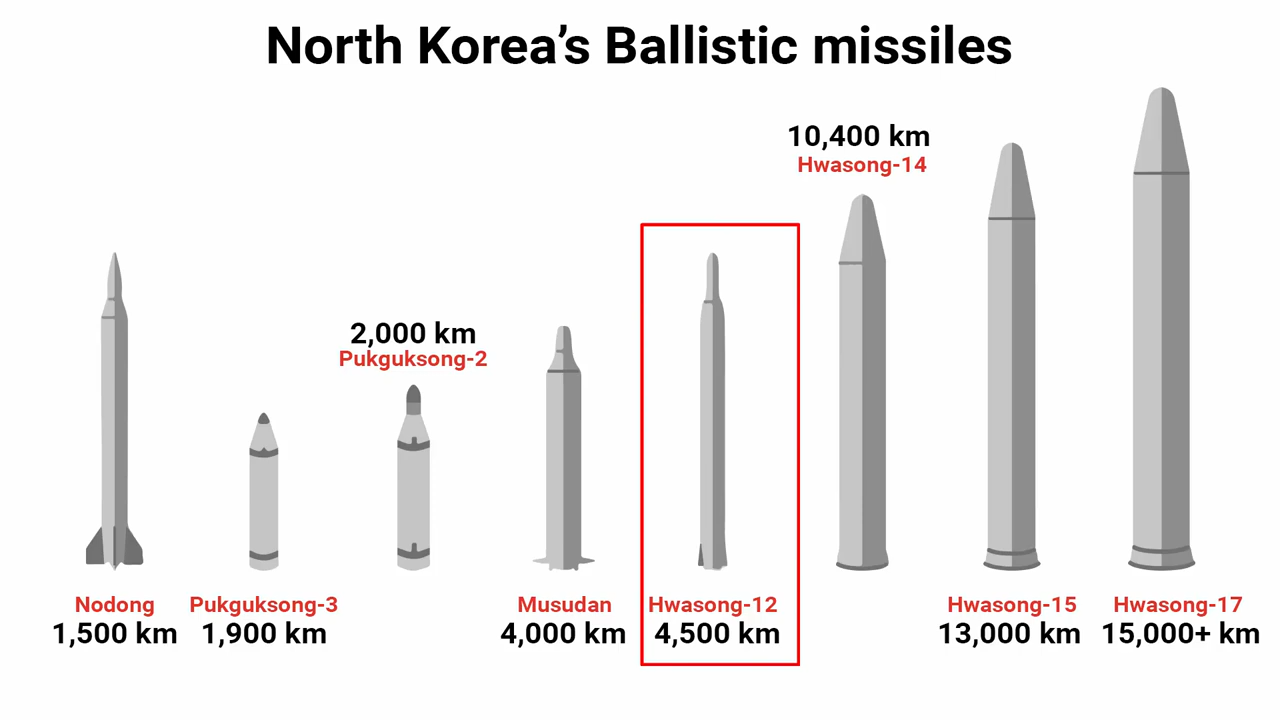 North Korea’s Ballistic missiles
10,400 km
Hwasong-14
2,000 km
Pukguksong-2
Nodong
1,500 km
Pukguksong-3
1,900 km
Musudan
4,000 km
Hwasong-12
4,500 km
Hwasong-15
13,000 km
Hwasong-17
15,000+ km